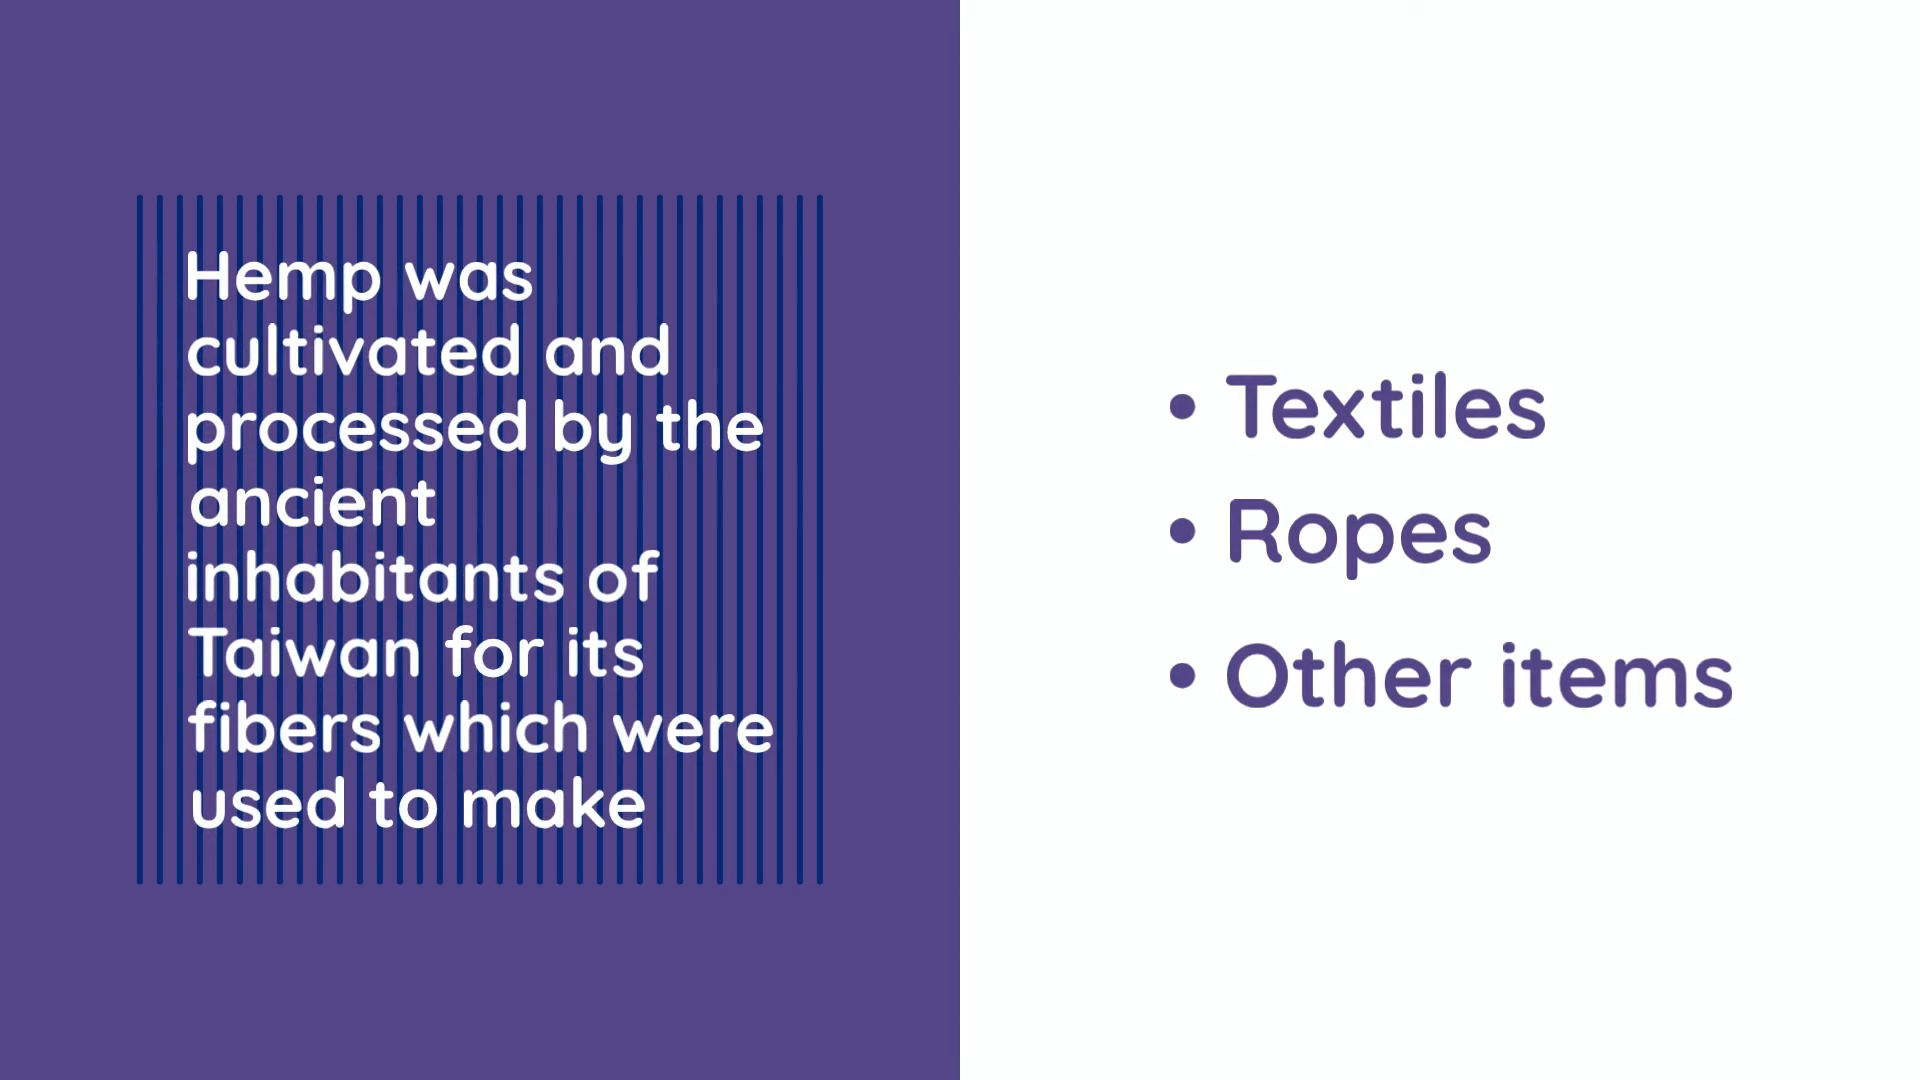 Hemp was
cultivated and
processed by the
ancient
inhabitants of
Taiwan for its
fibers which were
used to make
• Textiles
• Ropes
• Other items